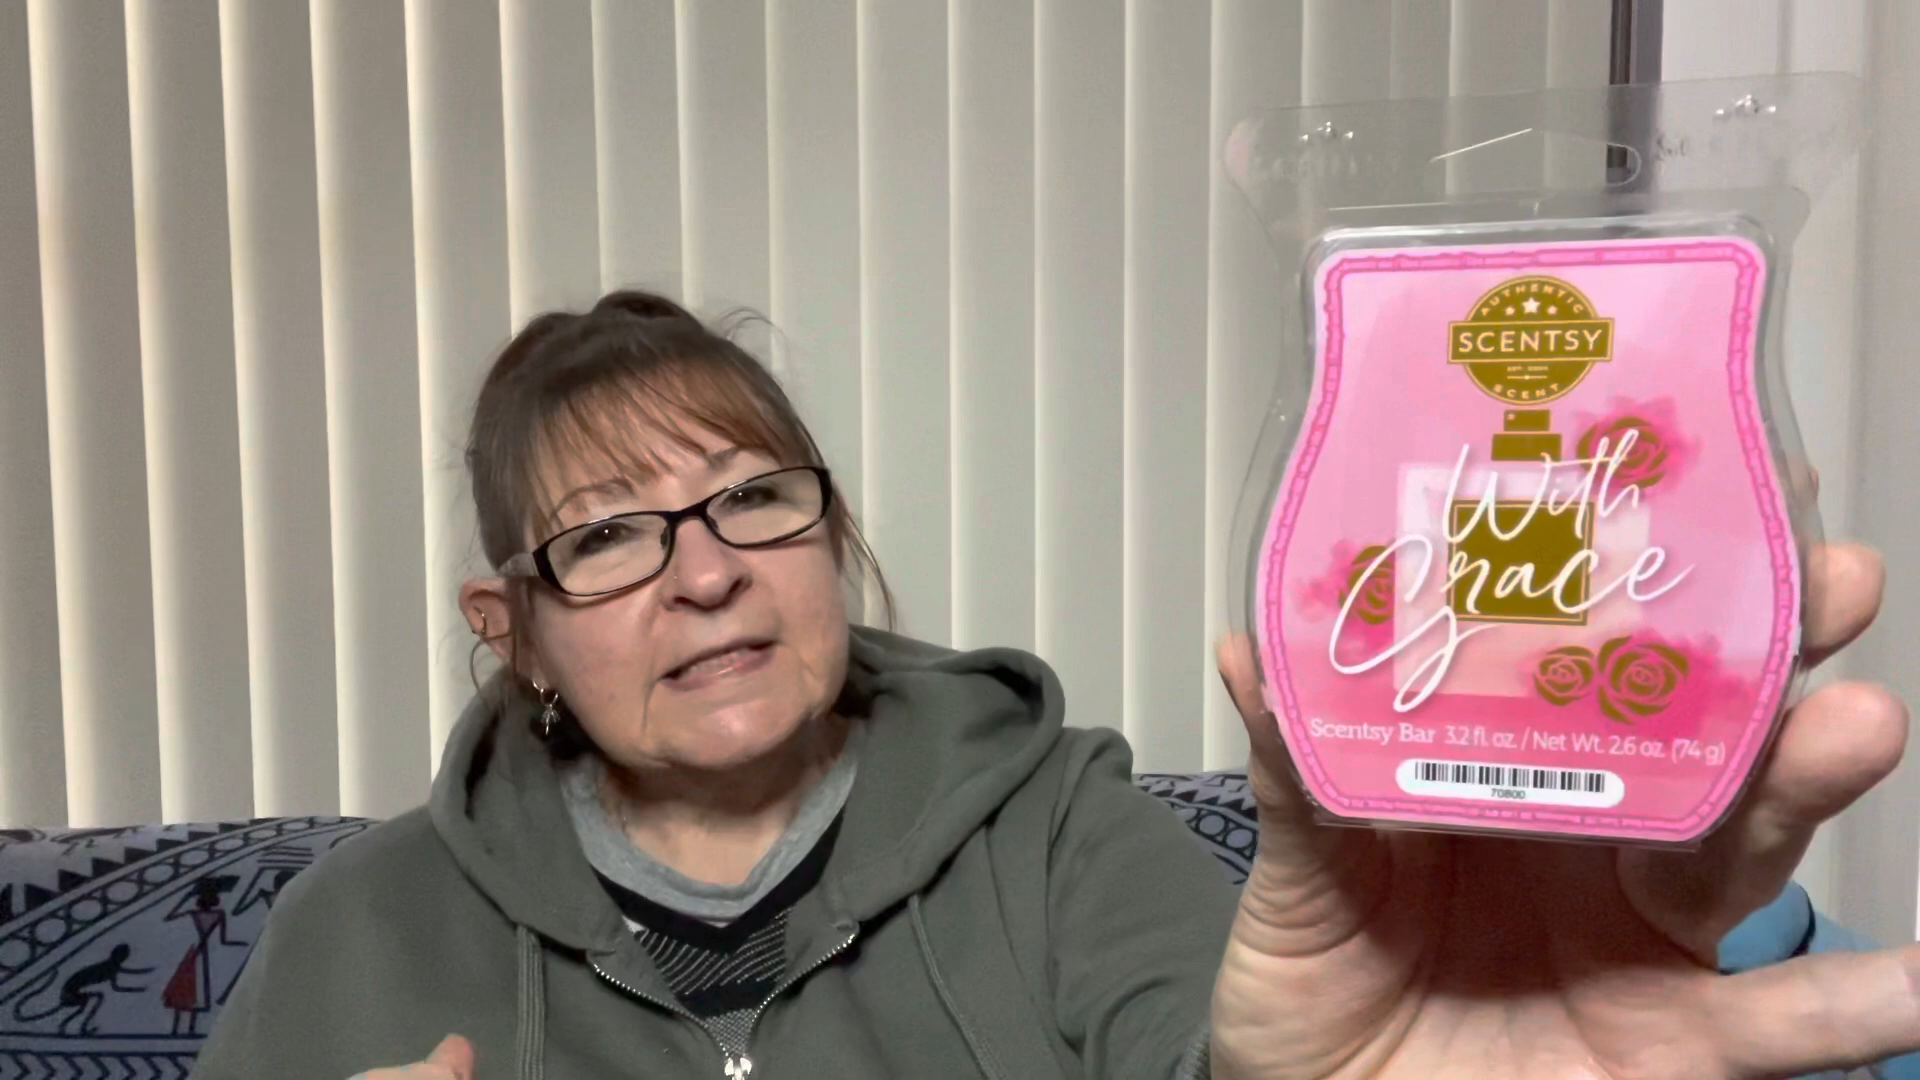 AUTHENTIC
SCENTSY
SCENT
With
Grace
Scentsy Bar 3.2 fl. oz. / Net Wt. 2.6 oz. (74 g)
70800